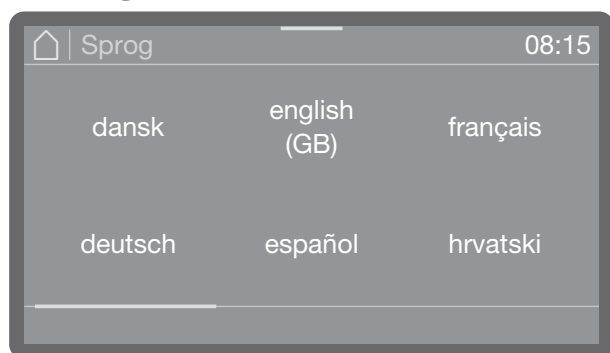 Sprog 08:15
dansk english (GB) français
deutsch español hrvatski